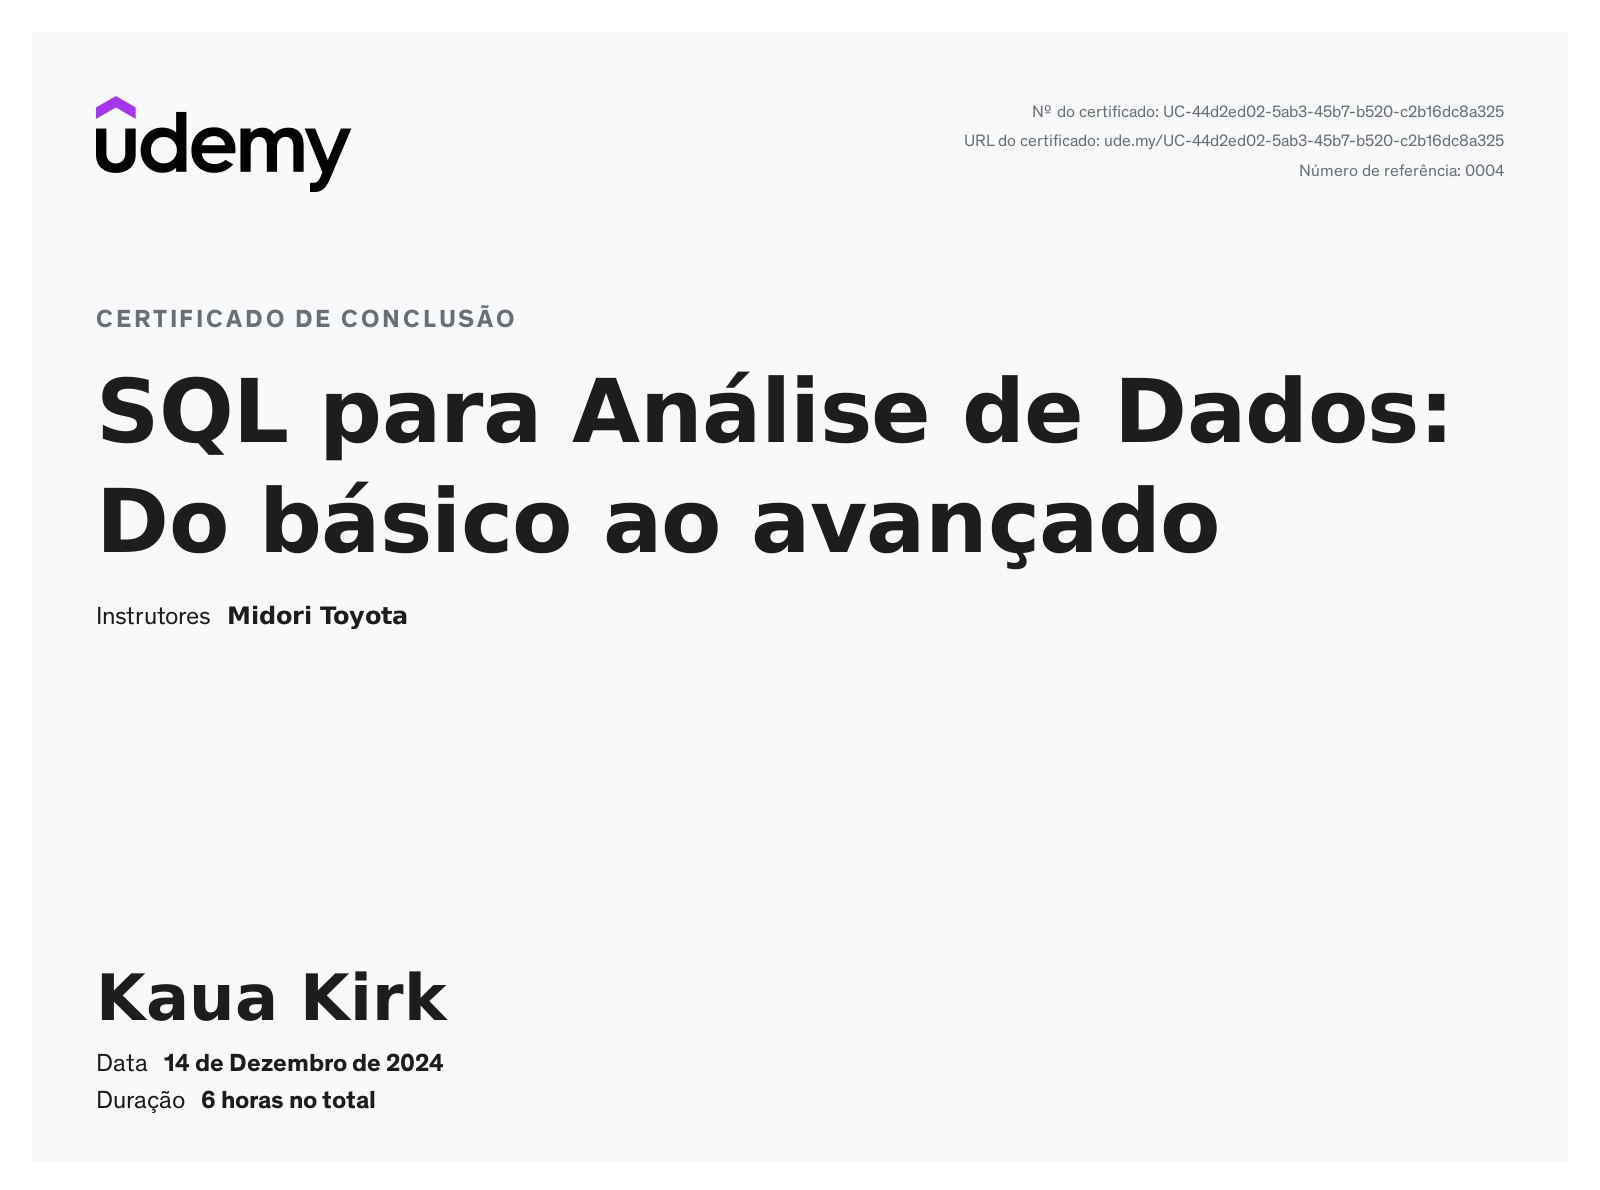 udemy
Nº do certificado: UC-44d2ed02-5ab3-45b7-b520-c2b16dc8a325
URL do certificado: ude.my/UC-44d2ed02-5ab3-45b7-b520-c2b16dc8a325
Número de referência: 0004
CERTIFICADO DE CONCLUSÃO
SQL para Análise de Dados:
Do básico ao avançado
Instrutores Midori Toyota
Kaua Kirk
Data 14 de Dezembro de 2024
Duração 6 horas no total